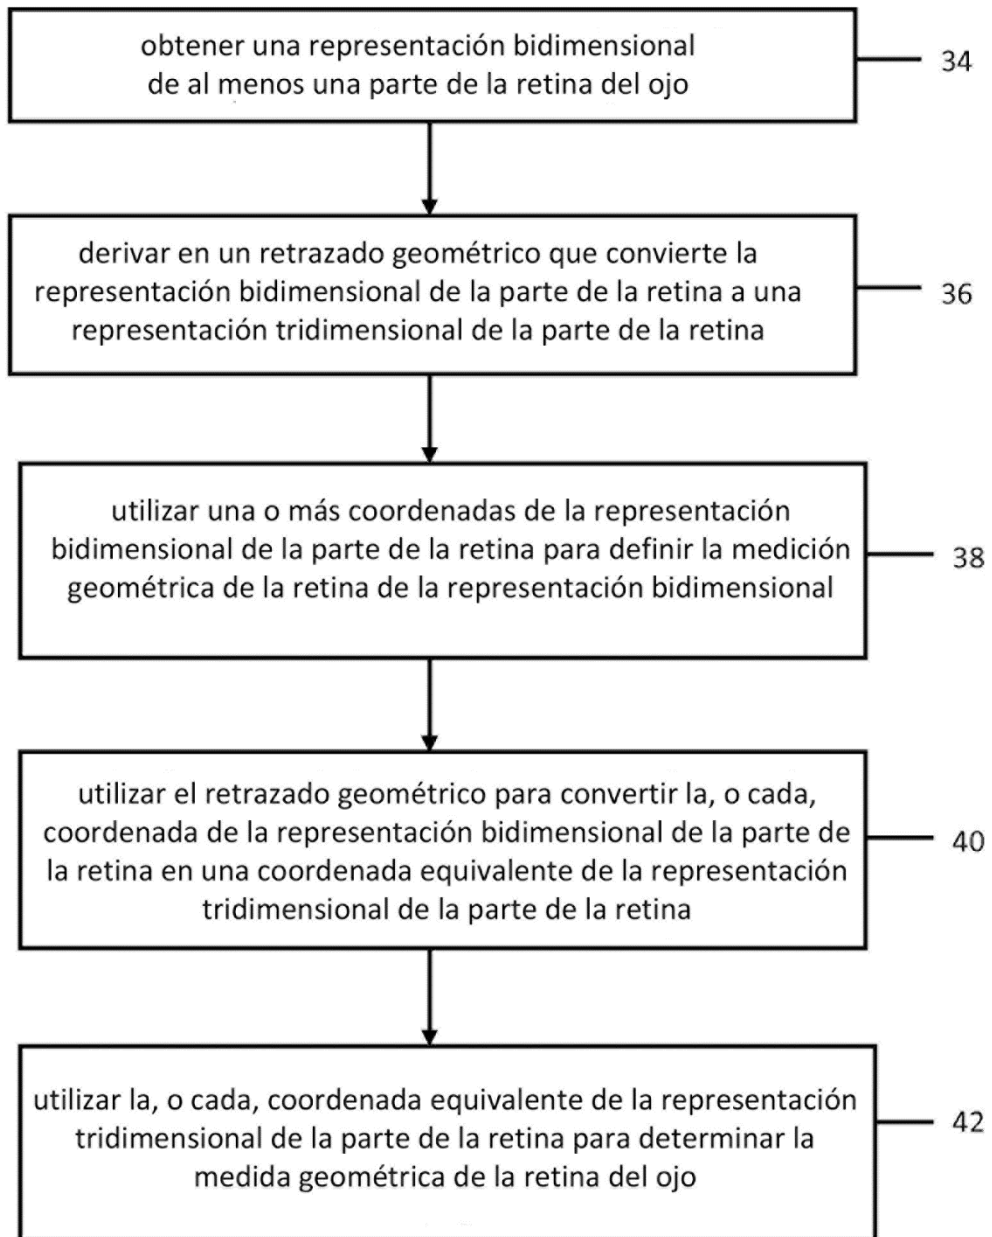 obtener una representación bidimensional
de al menos una parte de la retina del ojo
34
derivar en un retrazado geométrico que convierte la
representación bidimensional de la parte de la retina a una
representación tridimensional de la parte de la retina
36
utilizar una o más coordenadas de la representación
bidimensional de la parte de la retina para definir la medición
geométrica de la retina de la representación bidimensional
38
utilizar el retrazado geométrico para convertir la, o cada,
coordenada de la representación bidimensional de la parte de
la retina en una coordenada equivalente de la representación
tridimensional de la parte de la retina
40
utilizar la, o cada, coordenada equivalente de la representación
tridimensional de la parte de la retina para determinar la
medida geométrica de la retina del ojo
42